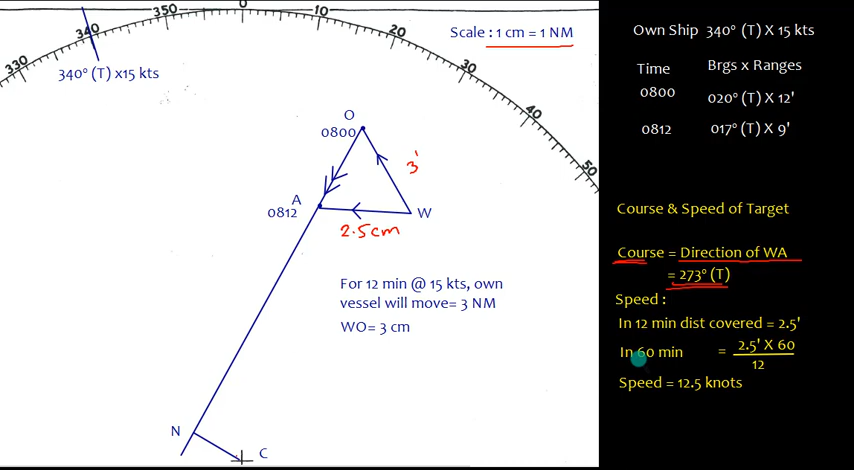 330
340
350
0
10
20
30
40
50
Scale : 1 cm = 1 NM
340° (T) x15 kts
O
0800
3'
A
0812
W
2.5cm
For 12 min @ 15 kts, own
vessel will move= 3 NM
WO= 3 cm
N
C
Own Ship 340° (T) X 15 kts
Time Brgs x Ranges
0800 020° (T) X 12'
0812 017° (T) X 9'
Course & Speed of Target
Course = Direction of WA
= 273° (T)
Speed :
In 12 min dist covered = 2.5'
In 60 min = 2.5' X 60
12
Speed = 12.5 knots